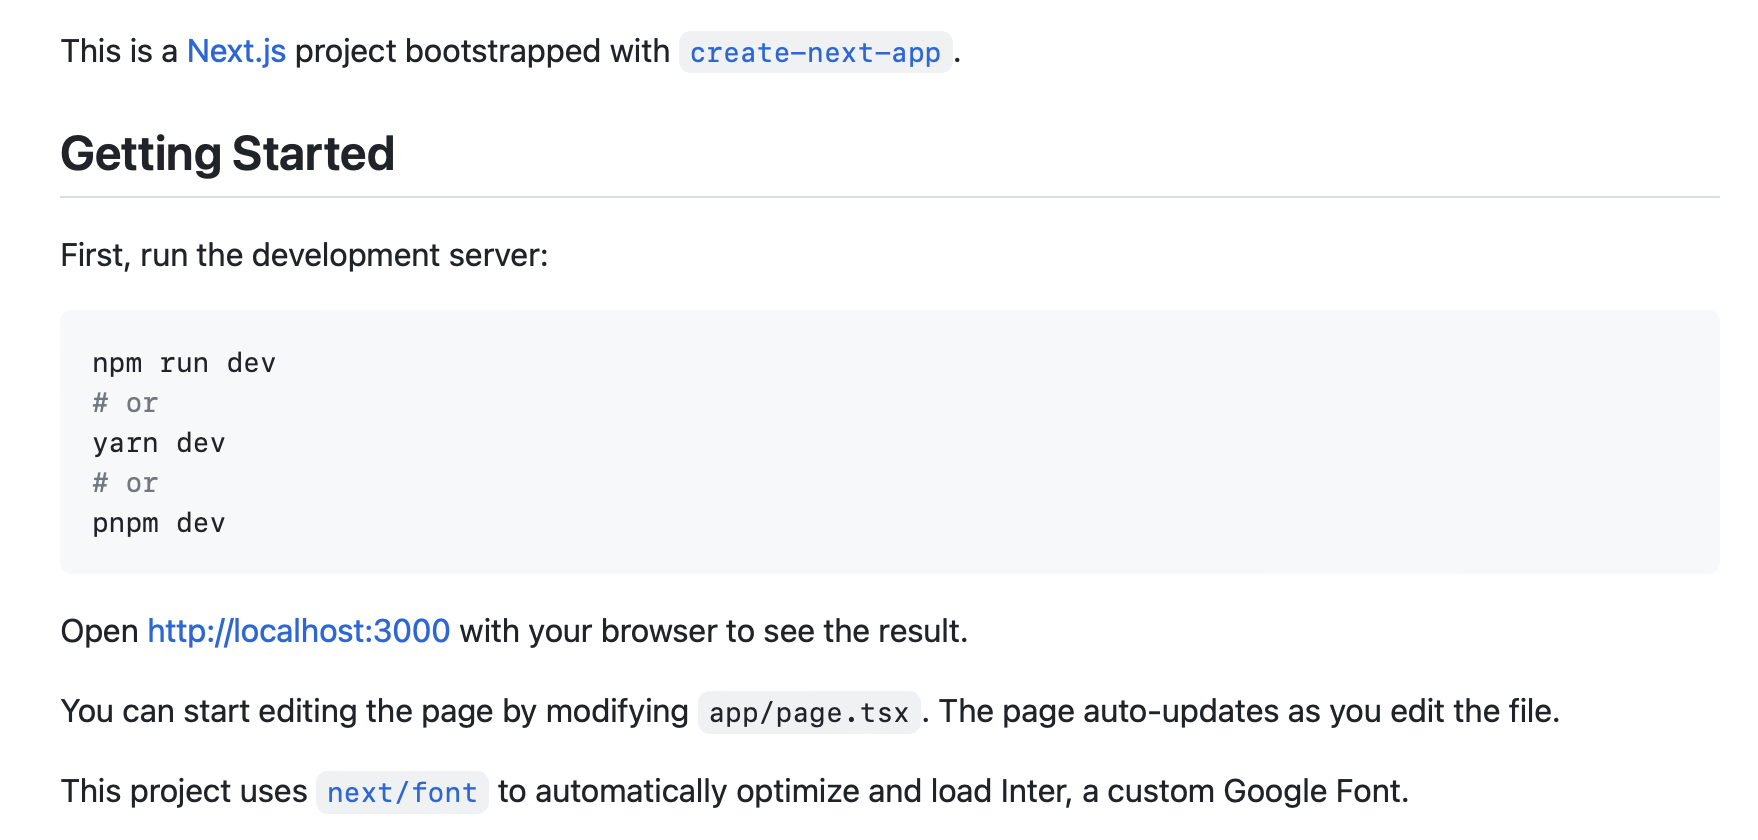 This is a Next.js project bootstrapped with create-next-app.
Getting Started
First, run the development server:
npm run dev
# or
yarn dev
# or
pnpm dev
Open http://localhost:3000 with your browser to see the result.
You can start editing the page by modifying app/page.tsx. The page auto-updates as you edit the file.
This project uses next/font to automatically optimize and load Inter, a custom Google Font.